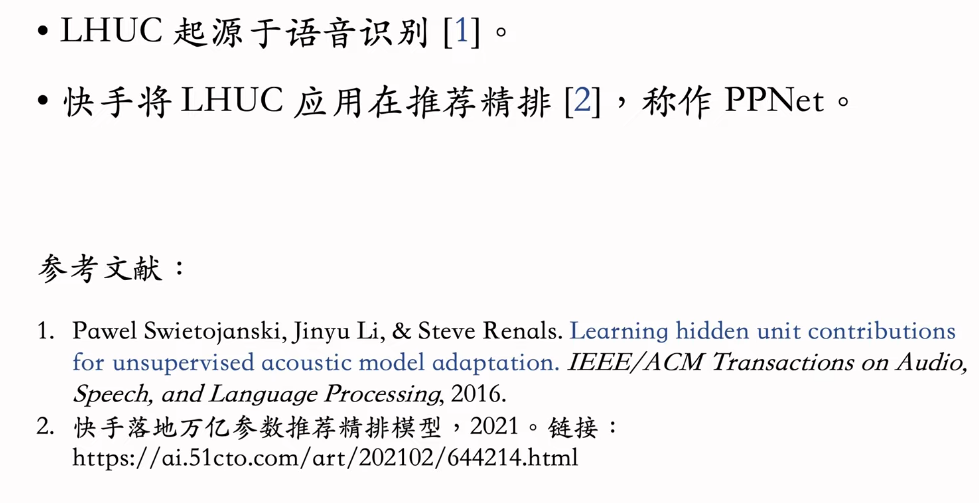 • LHUC 起源于语音识别 [1]。
• 快手将 LHUC 应用在推荐精排 [2]，称作 PPNet。
参考文献：
1. Pawel Swietojanski, Jinyu Li, & Steve Renals. Learning hidden unit contributions
for unsupervised acoustic model adaptation. IEEE/ACM Transactions on Audio,
Speech, and Language Processing, 2016.
2. 快手落地万亿参数推荐精排模型，2021。链接：
https://ai.51cto.com/art/202102/644214.html